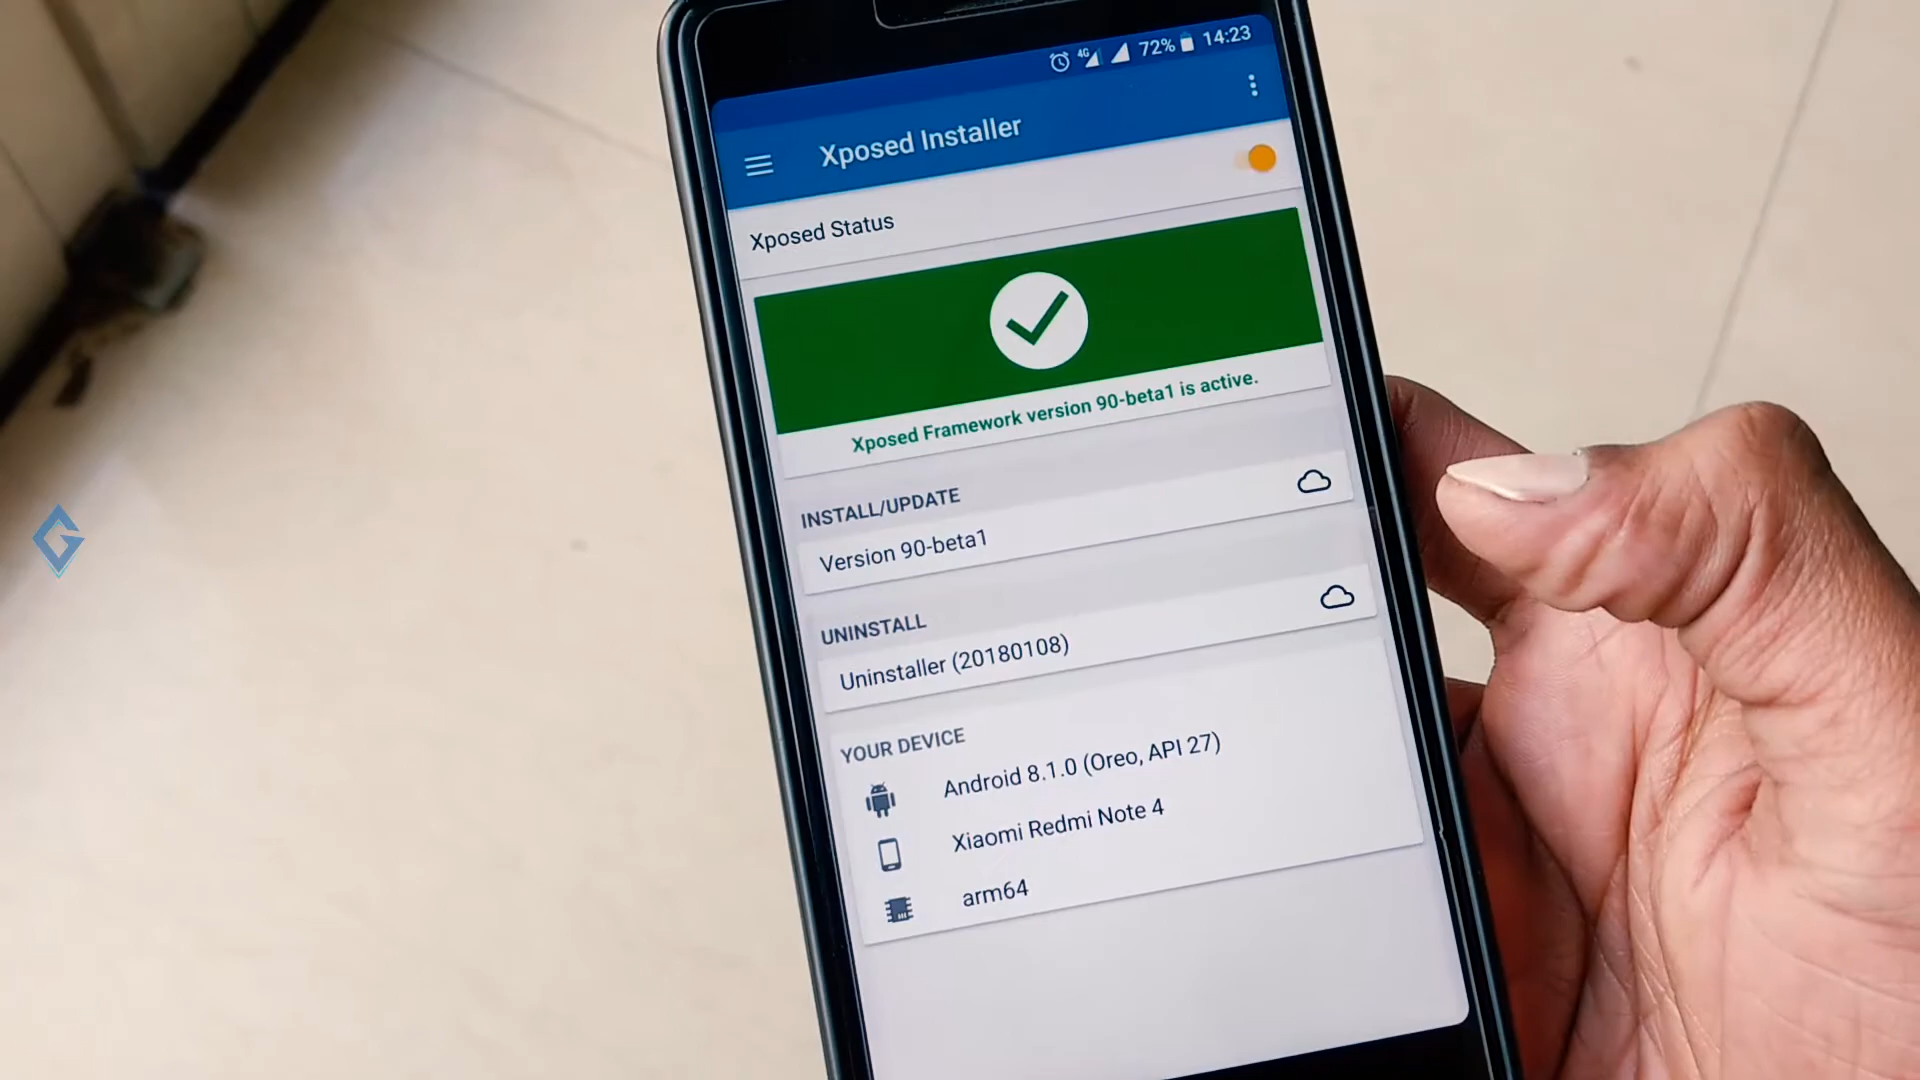 4G 72% 14:23
Xposed Installer
Xposed Status
Xposed Framework version 90-beta1 is active.
INSTALL/UPDATE
Version 90-beta1
UNINSTALL
Uninstaller (20180108)
YOUR DEVICE
Android 8.1.0 (Oreo, API 27)
Xiaomi Redmi Note 4
arm64